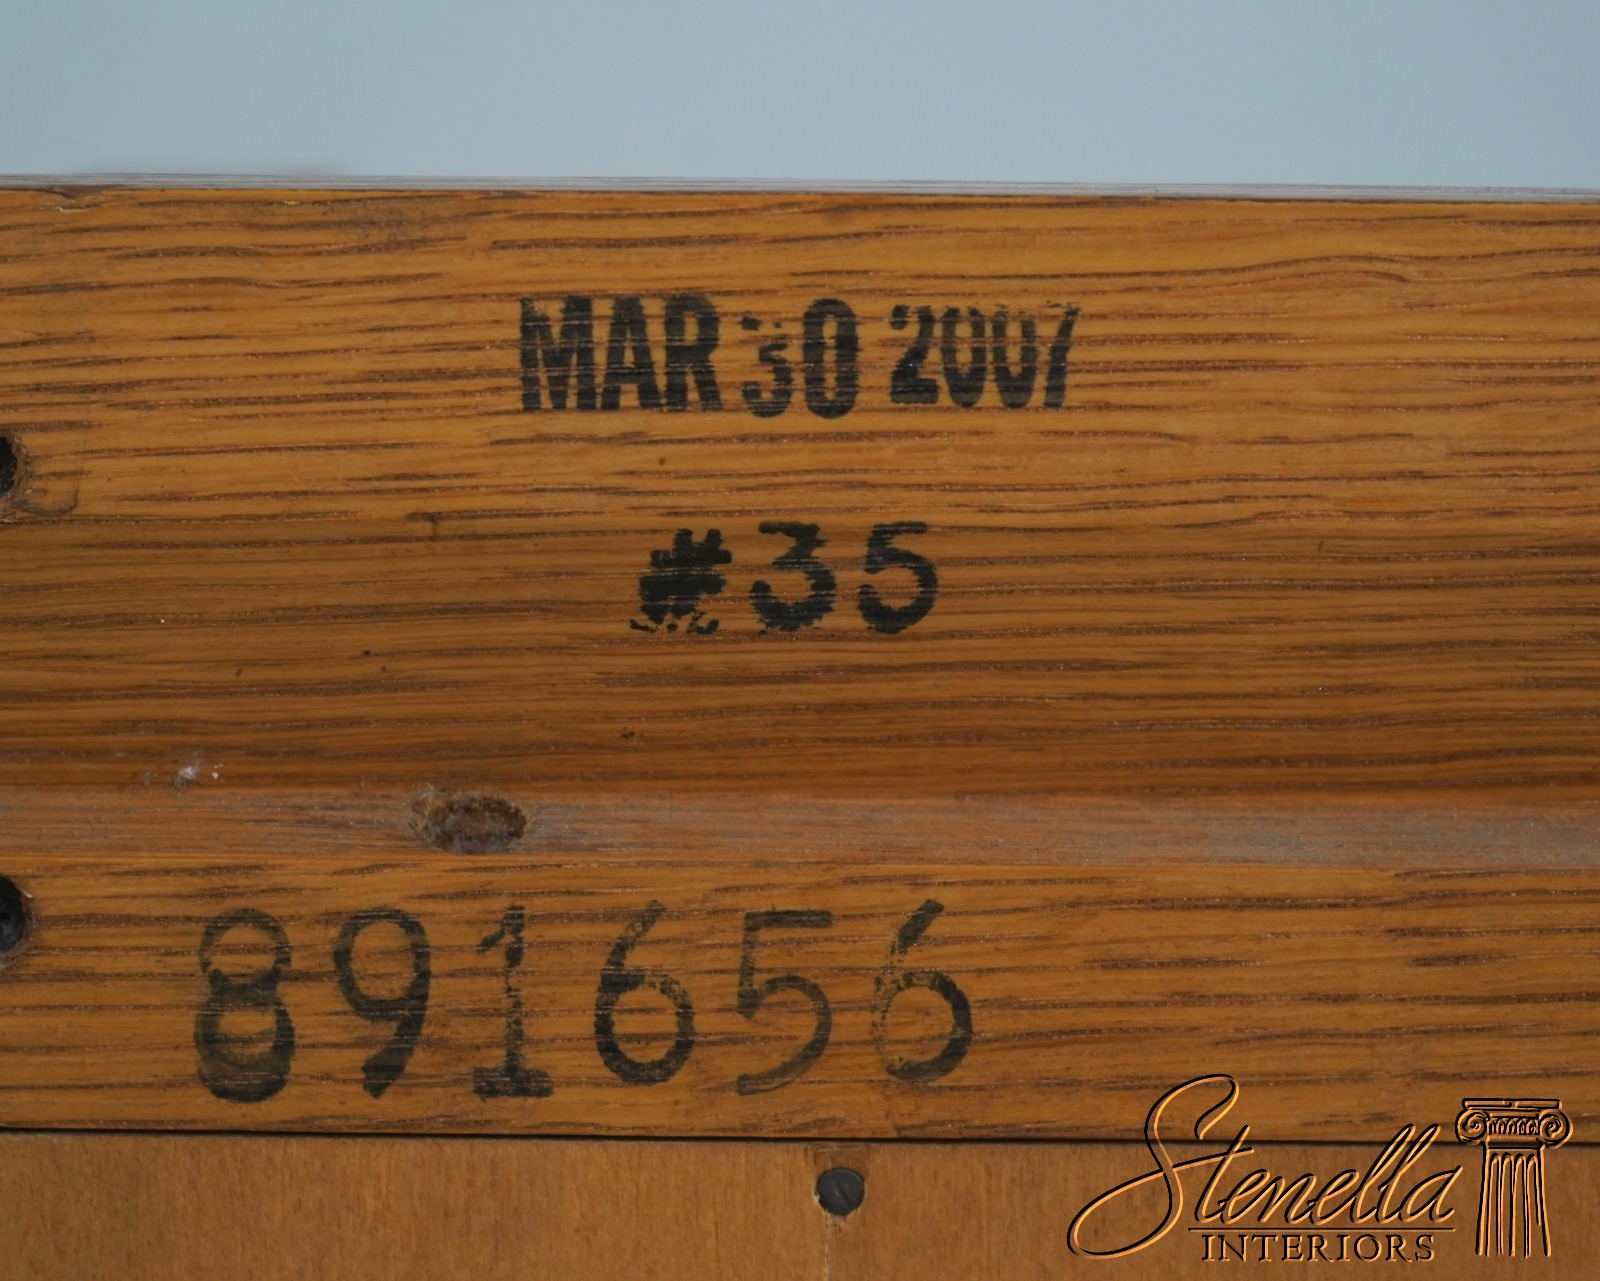 MAR 30 2007
#35
891656
Stenella
INTERIORS